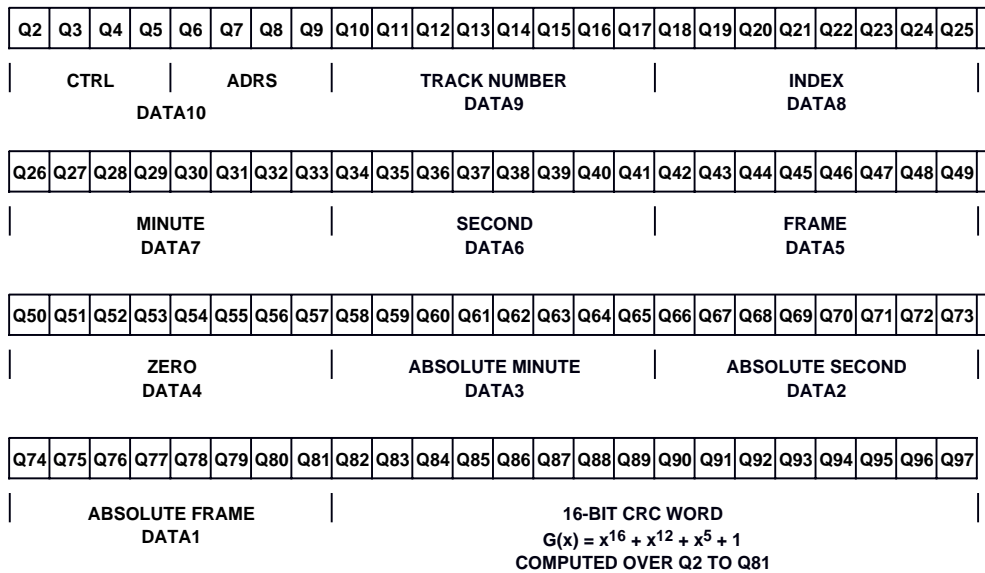 Q2 Q3 Q4 Q5 Q6 Q7 Q8 Q9 Q10 Q11 Q12 Q13 Q14 Q15 Q16 Q17 Q18 Q19 Q20 Q21 Q22 Q23 Q24 Q25
CTRL ADRS TRACK NUMBER INDEX
DATA10 DATA9 DATA8
Q26 Q27 Q28 Q29 Q30 Q31 Q32 Q33 Q34 Q35 Q36 Q37 Q38 Q39 Q40 Q41 Q42 Q43 Q44 Q45 Q46 Q47 Q48 Q49
MINUTE SECOND FRAME
DATA7 DATA6 DATA5
Q50 Q51 Q52 Q53 Q54 Q55 Q56 Q57 Q58 Q59 Q60 Q61 Q62 Q63 Q64 Q65 Q66 Q67 Q68 Q69 Q70 Q71 Q72 Q73
ZERO ABSOLUTE MINUTE ABSOLUTE SECOND
DATA4 DATA3 DATA2
Q74 Q75 Q76 Q77 Q78 Q79 Q80 Q81 Q82 Q83 Q84 Q85 Q86 Q87 Q88 Q89 Q90 Q91 Q92 Q93 Q94 Q95 Q96 Q97
ABSOLUTE FRAME 16-BIT CRC WORD
DATA1 G(x) = x¹⁶ + x¹² + x⁵ + 1
COMPUTED OVER Q2 TO Q81